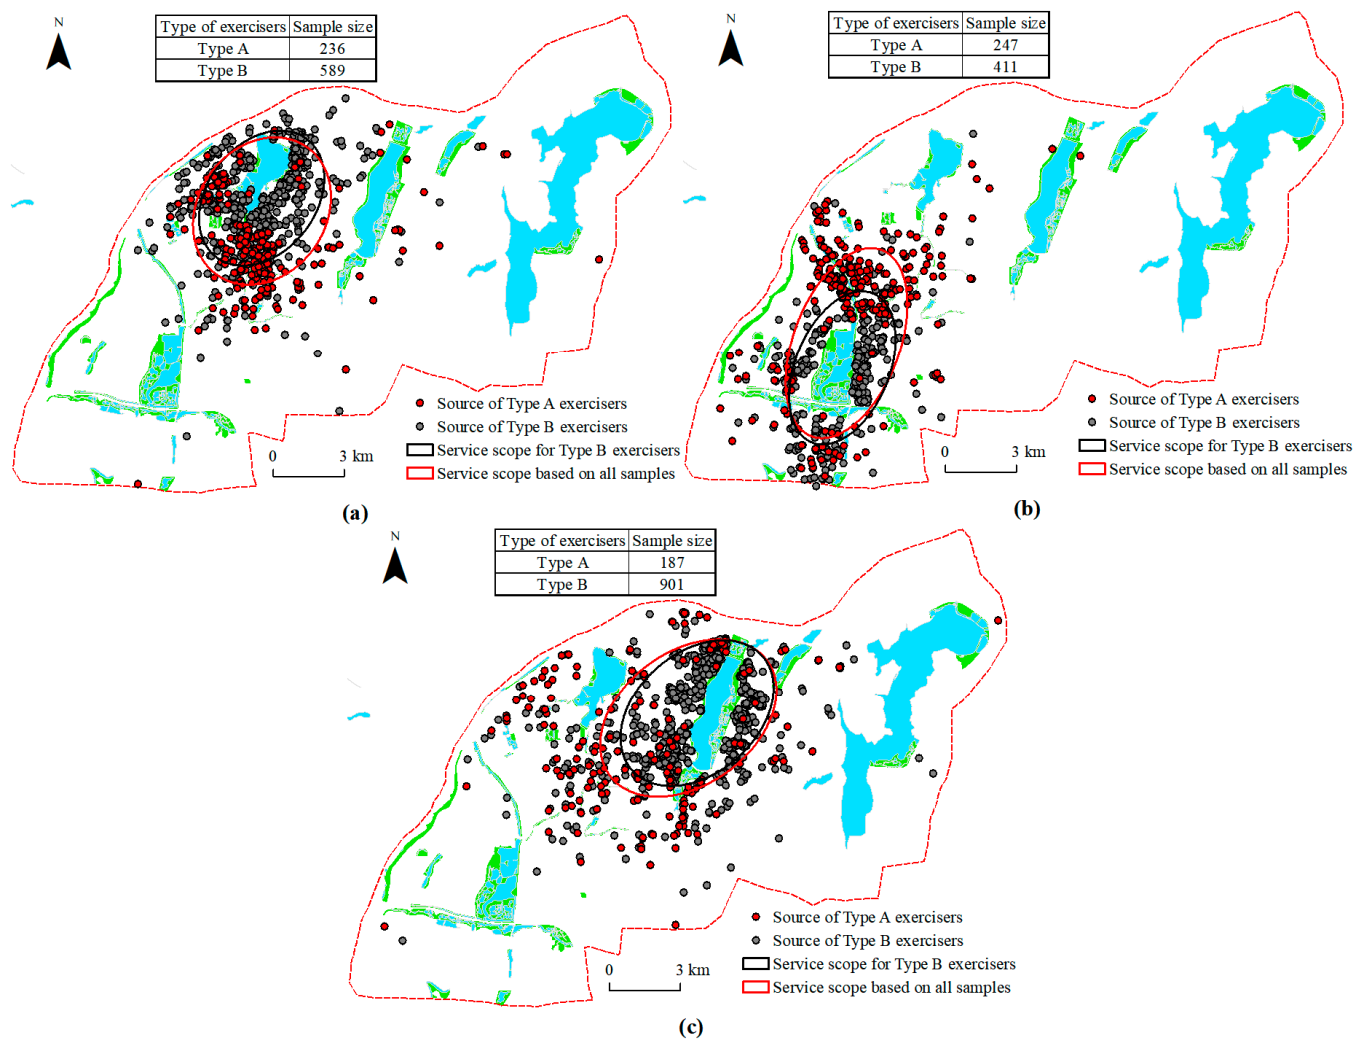 N
Type of exercisers Sample size
Type A 236
Type B 589
Source of Type A exercisers
Source of Type B exercisers
Service scope for Type B exercisers
Service scope based on all samples
0 3 km
(a)
N
Type of exercisers Sample size
Type A 247
Type B 411
Source of Type A exercisers
Source of Type B exercisers
Service scope for Type B exercisers
Service scope based on all samples
0 3 km
(b)
N
Type of exercisers Sample size
Type A 187
Type B 901
Source of Type A exercisers
Source of Type B exercisers
Service scope for Type B exercisers
Service scope based on all samples
0 3 km
(c)